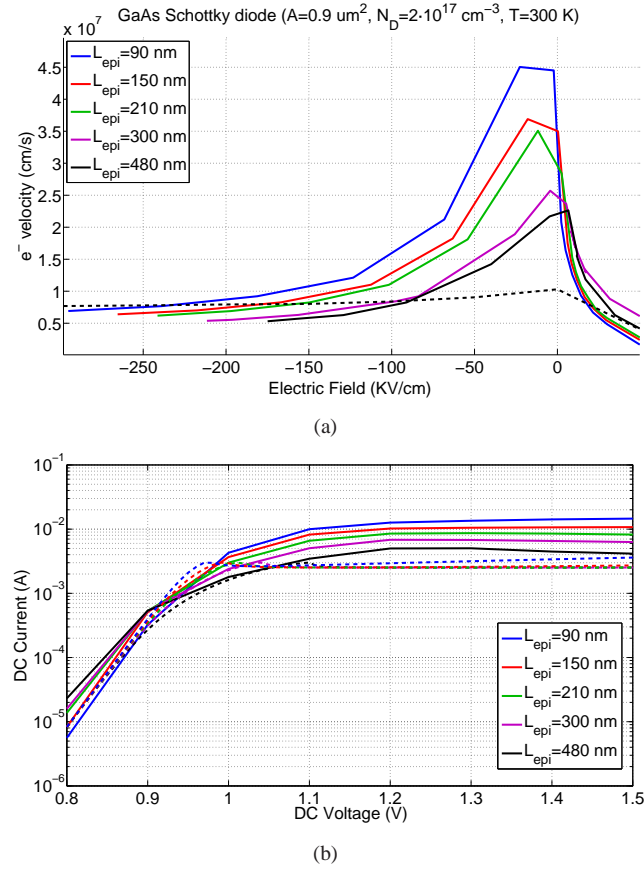 GaAs Schottky diode (A=0.9 um², N_D=2·10¹⁷ cm⁻³, T=300 K)
x 10⁷
4.5
4
3.5
3
2.5
2
1.5
1
0.5
e⁻ velocity (cm/s)
L_epi=90 nm
L_epi=150 nm
L_epi=210 nm
L_epi=300 nm
L_epi=480 nm
−250 −200 −150 −100 −50 0
Electric Field (KV/cm)
(a)
10⁻¹
10⁻²
10⁻³
10⁻⁴
10⁻⁵
10⁻⁶
DC Current (A)
L_epi=90 nm
L_epi=150 nm
L_epi=210 nm
L_epi=300 nm
L_epi=480 nm
0.8 0.9 1 1.1 1.2 1.3 1.4 1.5
DC Voltage (V)
(b)